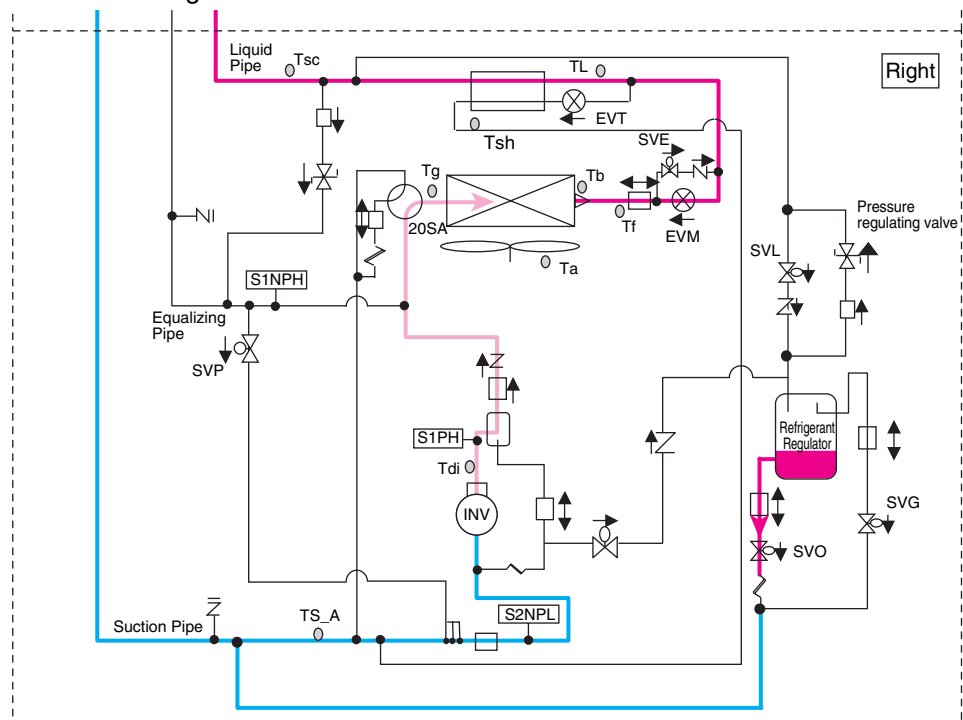 Liquid
Pipe
Tsc
TL
Right
EVT
Tsh
SVE
Tg
Tb
20SA
Tf
EVM
Ta
Pressure
regulating valve
SVL
S1NPH
Equalizing
Pipe
SVP
S1PH
Refrigerant
Regulator
Tdi
INV
SVG
SVO
TS_A
S2NPL
Suction Pipe